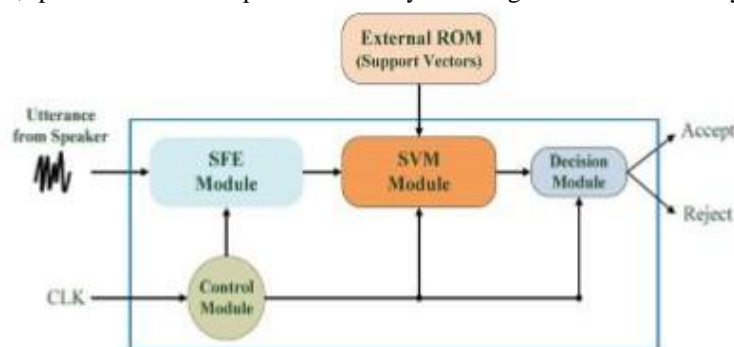 External ROM
(Support Vectors)
Utterance
from Speaker
SFE
Module
SVM
Module
Decision
Module
Accept
Reject
CLK
Control
Module